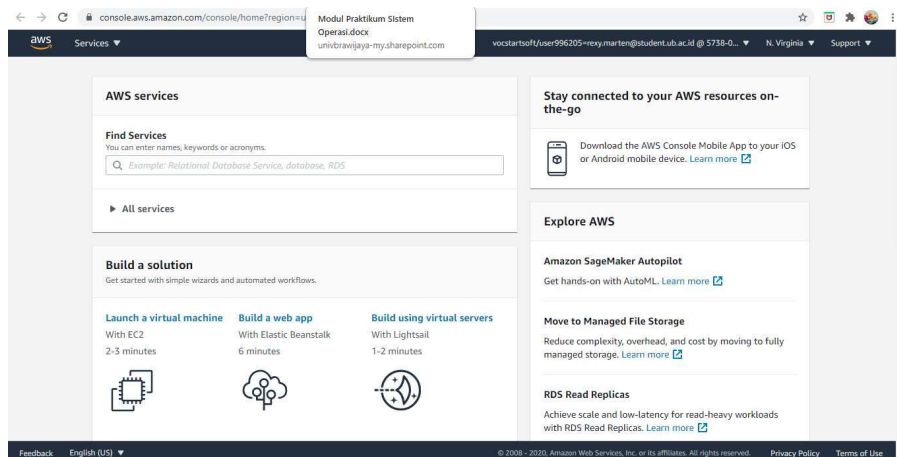 console.aws.amazon.com/console/home?region=u
Modul Praktikum SIstem
Operasi.docx
univbrawijaya-my.sharepoint.com
aws
Services ▼
vocstartsoft/user996205=rexy.marten@student.ub.ac.id @ 5738-0... ▼
N. Virginia ▼
Support ▼
AWS services
Find Services
You can enter names, keywords or acronyms.
Example: Relational Database Service, database, RDS
All services
Build a solution
Get started with simple wizards and automated workflows.
Launch a virtual machine
With EC2
2-3 minutes
Build a web app
With Elastic Beanstalk
6 minutes
Build using virtual servers
With Lightsail
1-2 minutes
Stay connected to your AWS resources on-
the-go
Download the AWS Console Mobile App to your iOS
or Android mobile device. Learn more
Explore AWS
Amazon SageMaker Autopilot
Get hands-on with AutoML. Learn more
Move to Managed File Storage
Reduce complexity, overhead, and cost by moving to fully
managed storage. Learn more
RDS Read Replicas
Achieve scale and low-latency for read-heavy workloads
with RDS Read Replicas. Learn more
Feedback
English (US) ▼
© 2008 - 2020, Amazon Web Services, Inc. or its affiliates. All rights reserved.
Privacy Policy
Terms of Use